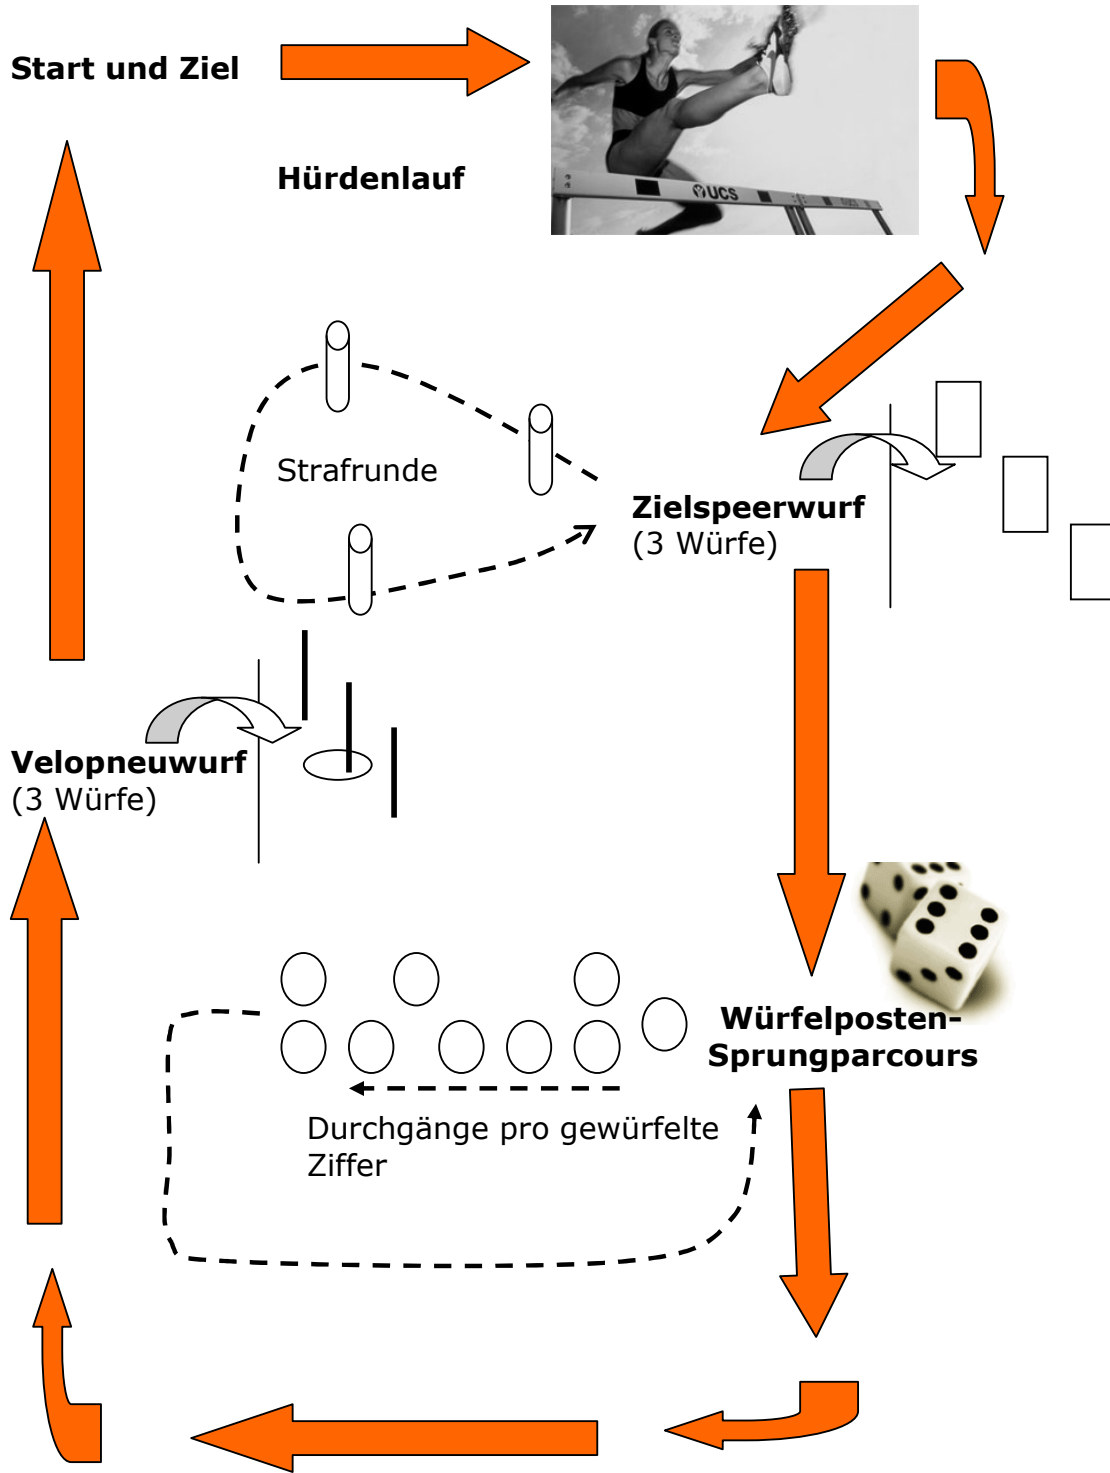 Start und Ziel
Hürdenlauf
UCS
Strafrunde
Zielspeerwurf
(3 Würfe)
Velopneuwurf
(3 Würfe)
Würfelposten-
Sprungparcours
Durchgänge pro gewürfelte
Ziffer